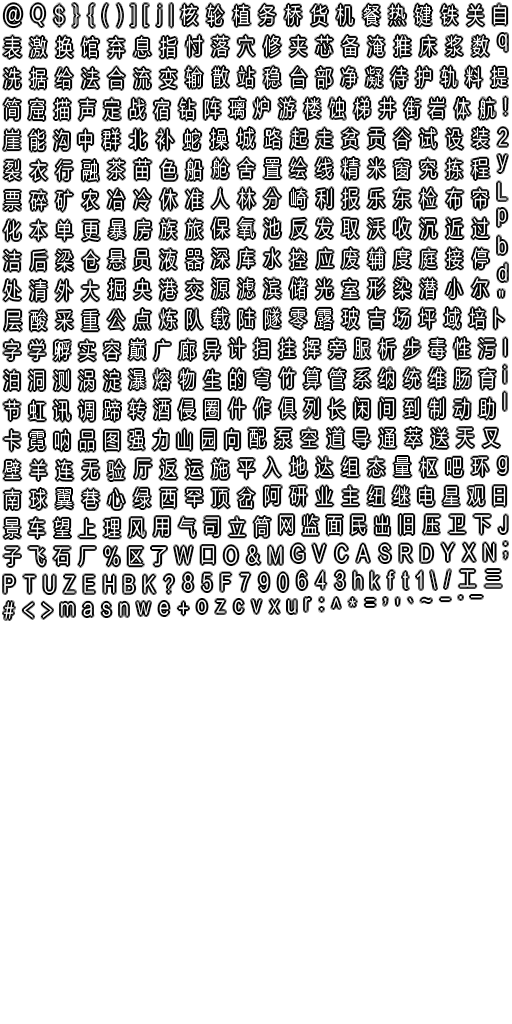 @Q$}{()][j|核轮植务桥货机餐热键铁关自
表激换馆弃息指付落穴修夹芯备淹推床浆数q
洗据给法合流变输散站稳台部净凝待护轨料提
筒窟描声定战宿钻阵璃炉游楼蚀梯井街岩体航!
崖能沟中群北补蛇操城路起走贫贡谷试设装2
裂衣行融茶苗色船舱舍置绘线精米窗究拣程y
票碎矿农冶冷休准人林分崎利报乐东检布帘L
化本单更暴房族旅保氧池反发取沃收沉近过p
洁后梁仓悬员液器深库水控应废辅度庭接停b
处清外大掘央港交源滤滨储光室形染潜小尔d"
层酸采重公点炼队载陆隧零露玻吉场坪域培卜
字学孵实容巅广廊异计扫挂挥旁服析步毒性污|
泊洞测涡淀瀑熔物生的穹竹算管系纳统维肠育i
节虹讯调蹄转酒侵圈什作俱列长闲间到制动助l
卡霓呐品图强力山园向配泵空道导通萃送天叉
壁羊连无验厅返运施平入地达组态量枢吧环g
南球翼巷心绿西罕顶岔阿研业主纽继电星观日
景车望上理风用气司立筒网监面民出旧压卫下J
子飞石厂%区了W口O&MGVCASRDYXN;
PTUZEHBK?85F790643hkft1\/工三
#<>masnwe+ozcvxur:^*=,'`~-·一